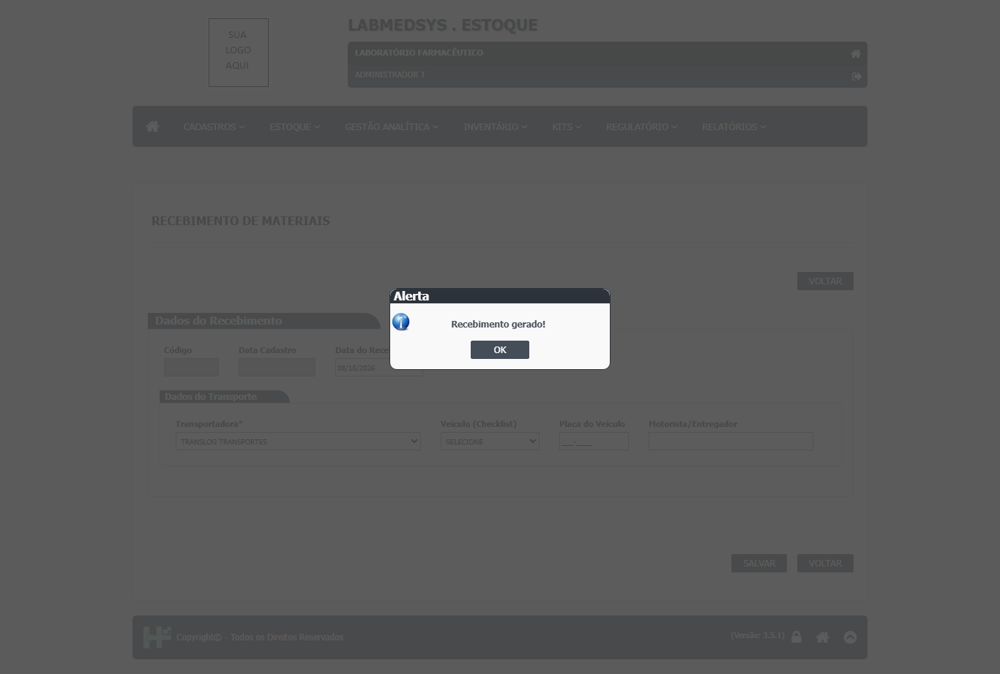 SUA
LOGO
AQUI
LABMEDSYS . ESTOQUE
LABORATÓRIO FARMACÊUTICO
ADMINISTRADOR T
CADASTROS ESTOQUE GESTÃO ANALÍTICA INVENTÁRIO KITS REGULATÓRIO RELATÓRIOS
RECEBIMENTO DE MATERIAIS
VOLTAR
Alerta
Recebimento gerado!
OK
Dados do Recebimento
Código Data Cadastro Data do Rece
08/10/2026
Dados do Transporte
Transportadora* Veículo (Checklist) Placa do Veículo Motorista/Entregador
TRANSLOG TRANSPORTES SELECIONE ___-____
SALVAR VOLTAR
Copyright© - Todos os Direitos Reservados (Versão: 3.5.1)